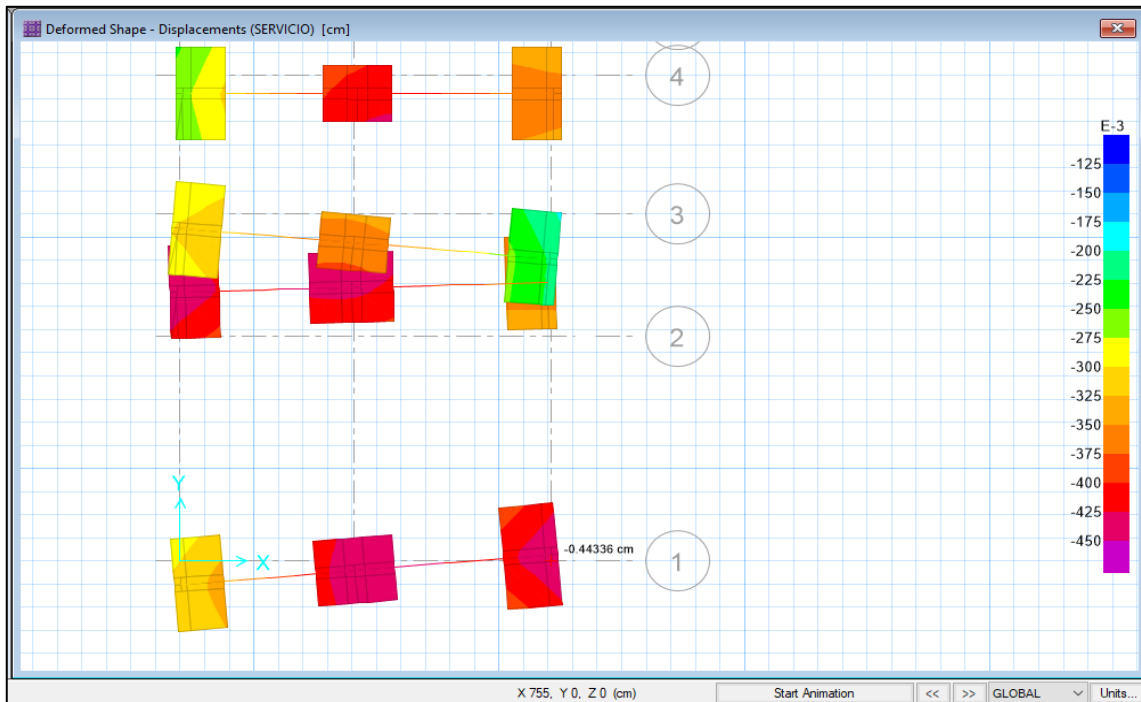 Deformed Shape - Displacements (SERVICIO) [cm]
4
E-3
-125
-150
-175
-200
3
-225
-250
-275
2
-300
-325
-350
-375
-400
-425
-450
Y
X
-0.44336 cm
1
X 755, Y 0, Z 0 (cm)
Start Animation
<<
>>
GLOBAL
Units...